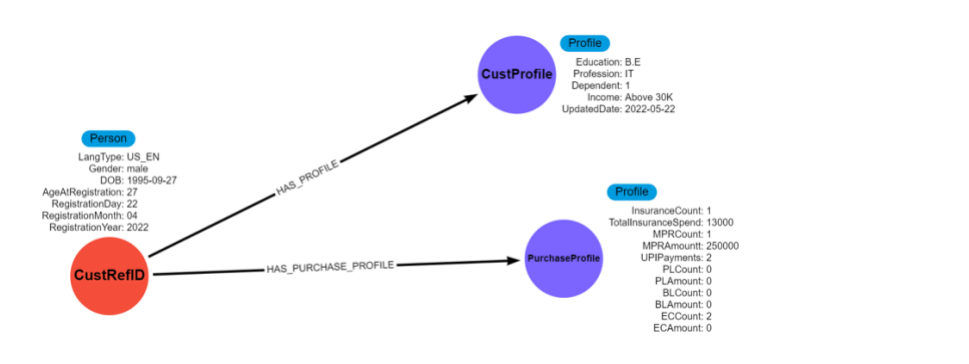 Profile
CustProfile
Education: B.E
Profession: IT
Dependent: 1
Income: Above 30K
UpdatedDate: 2022-05-22
Person
LangType: US_EN
Gender: male
DOB: 1995-09-27
AgeAtRegistration: 27
RegistrationDay: 22
RegistrationMonth: 04
RegistrationYear: 2022
HAS_PROFILE
CustRefID
HAS_PURCHASE_PROFILE
PurchaseProfile
Profile
InsuranceCount: 1
TotalInsuranceSpend: 13000
MPRCount: 1
MPRAmountt: 250000
UPIPayments: 2
PLCount: 0
PLAmount: 0
BLCount: 0
BLAmount: 0
ECCount: 2
ECAmount: 0